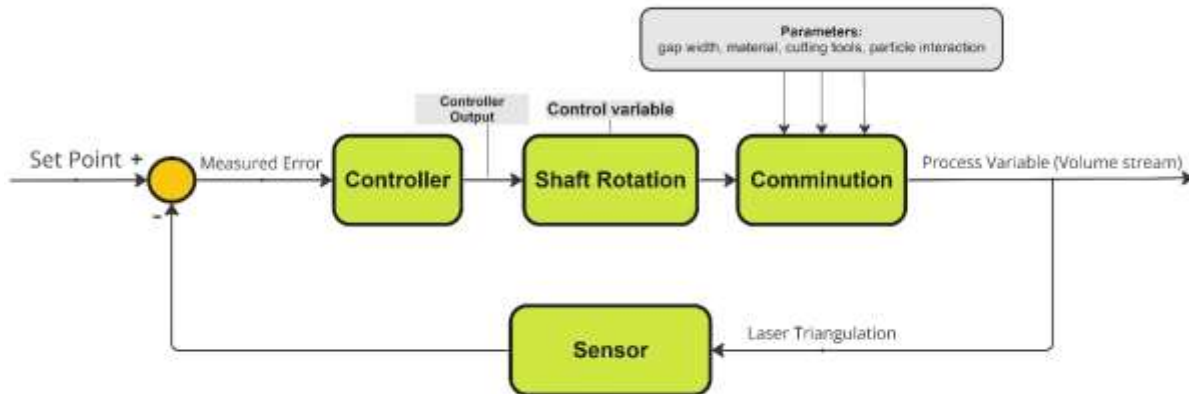 Parameters:
gap width, material, cutting tools, particle interaction
Controller
Output
Control variable
Set Point +
Measured Error
Controller
Shaft Rotation
Comminution
Process Variable (Volume stream)
-
Laser Triangulation
Sensor